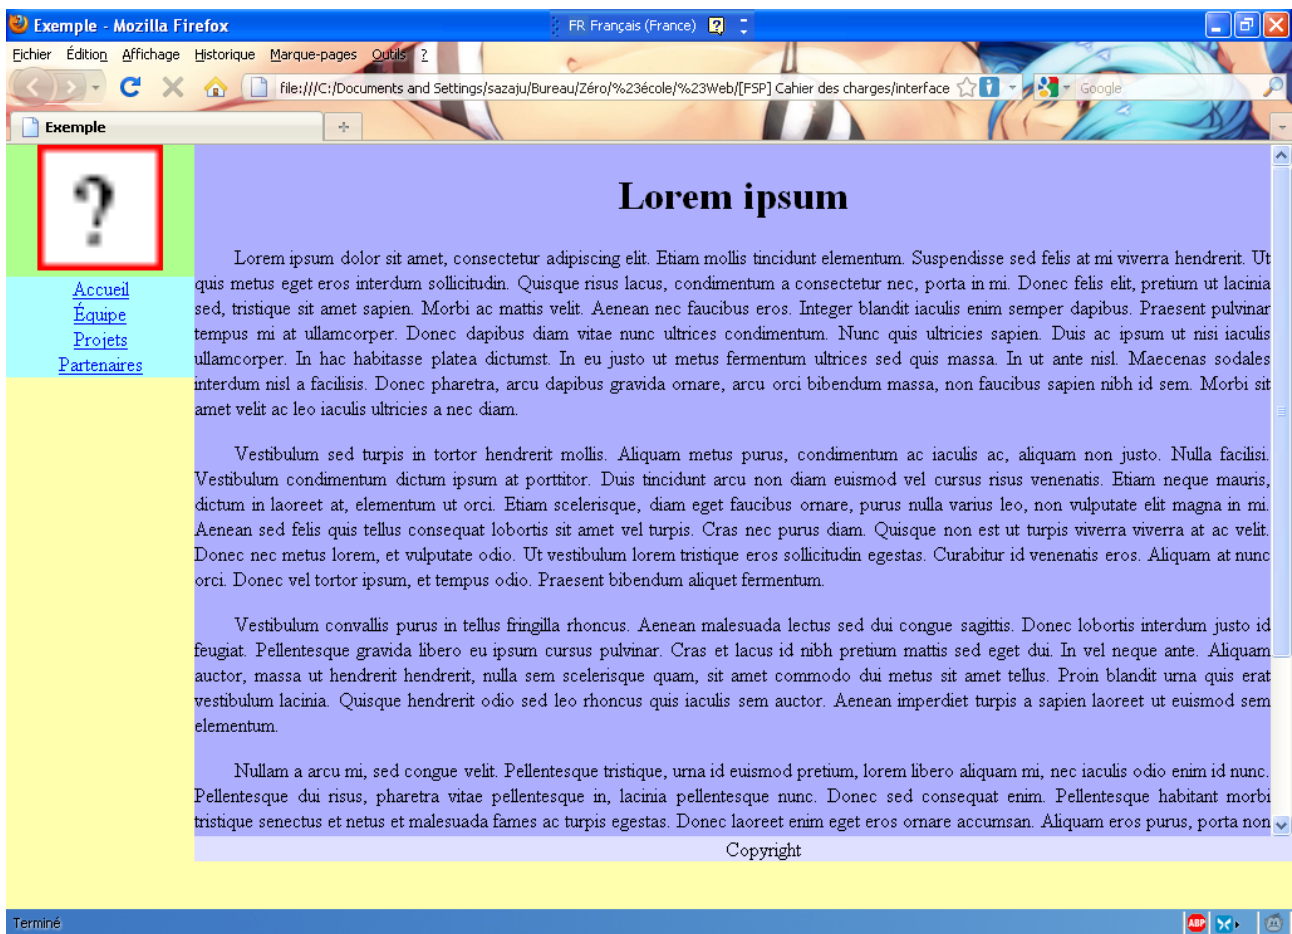 Exemple - Mozilla Firefox
FR Français (France)
Fichier Édition Affichage Historique Marque-pages Outils ?
file:///C:/Documents and Settings/sazaju/Bureau/Zéro/%23école/%23Web/[FSP] Cahier des charges/interface
Google
Exemple
?
Accueil
Équipe
Projets
Partenaires
Lorem ipsum
Lorem ipsum dolor sit amet, consectetur adipiscing elit. Etiam mollis tincidunt elementum. Suspendisse sed felis at mi viverra hendrerit. Ut
quis metus eget eros interdum sollicitudin. Quisque risus lacus, condimentum a consectetur nec, porta in mi. Donec felis elit, pretium ut lacinia
sed, tristique sit amet sapien. Morbi ac mattis velit. Aenean nec faucibus eros. Integer blandit iaculis enim semper dapibus. Praesent pulvinar
tempus mi at ullamcorper. Donec dapibus diam vitae nunc ultrices condimentum. Nunc quis ultricies sapien. Duis ac ipsum ut nisi iaculis
ullamcorper. In hac habitasse platea dictumst. In eu justo ut metus fermentum ultrices sed quis massa. In ut ante nisl. Maecenas sodales
interdum nisl a facilisis. Donec pharetra, arcu dapibus gravida ornare, arcu orci bibendum massa, non faucibus sapien nibh id sem. Morbi sit
amet velit ac leo iaculis ultricies a nec diam.
Vestibulum sed turpis in tortor hendrerit mollis. Aliquam metus purus, condimentum ac iaculis ac, aliquam non justo. Nulla facilisi.
Vestibulum condimentum dictum ipsum at porttitor. Duis tincidunt arcu non diam euismod vel cursus risus venenatis. Etiam neque mauris,
dictum in laoreet at, elementum ut orci. Etiam scelerisque, diam eget faucibus ornare, purus nulla varius leo, non vulputate elit magna in mi.
Aenean sed felis quis tellus consequat lobortis sit amet vel turpis. Cras nec purus diam. Quisque non est ut turpis viverra viverra at ac velit.
Donec nec metus lorem, et vulputate odio. Ut vestibulum lorem tristique eros sollicitudin egestas. Curabitur id venenatis eros. Aliquam at nunc
orci. Donec vel tortor ipsum, et tempus odio. Praesent bibendum aliquet fermentum.
Vestibulum convallis purus in tellus fringilla rhoncus. Aenean malesuada lectus sed dui congue sagittis. Donec lobortis interdum justo id
feugiat. Pellentesque gravida libero eu ipsum cursus pulvinar. Cras et lacus id nibh pretium mattis sed eget dui. In vel neque ante. Aliquam
auctor, massa ut hendrerit hendrerit, nulla sem scelerisque quam, sit amet commodo dui metus sit amet tellus. Proin blandit urna quis erat
vestibulum lacinia. Quisque hendrerit odio sed leo rhoncus quis iaculis sem auctor. Aenean imperdiet turpis a sapien laoreet ut euismod sem
elementum.
Nullam a arcu mi, sed congue velit. Pellentesque tristique, urna id euismod pretium, lorem libero aliquam mi, nec iaculis odio enim id nunc.
Pellentesque dui risus, pharetra vitae pellentesque in, lacinia pellentesque nunc. Donec sed consequat enim. Pellentesque habitant morbi
tristique senectus et netus et malesuada fames ac turpis egestas. Donec laoreet enim eget eros ornare accumsan. Aliquam eros purus, porta non
Copyright
Terminé
ABP